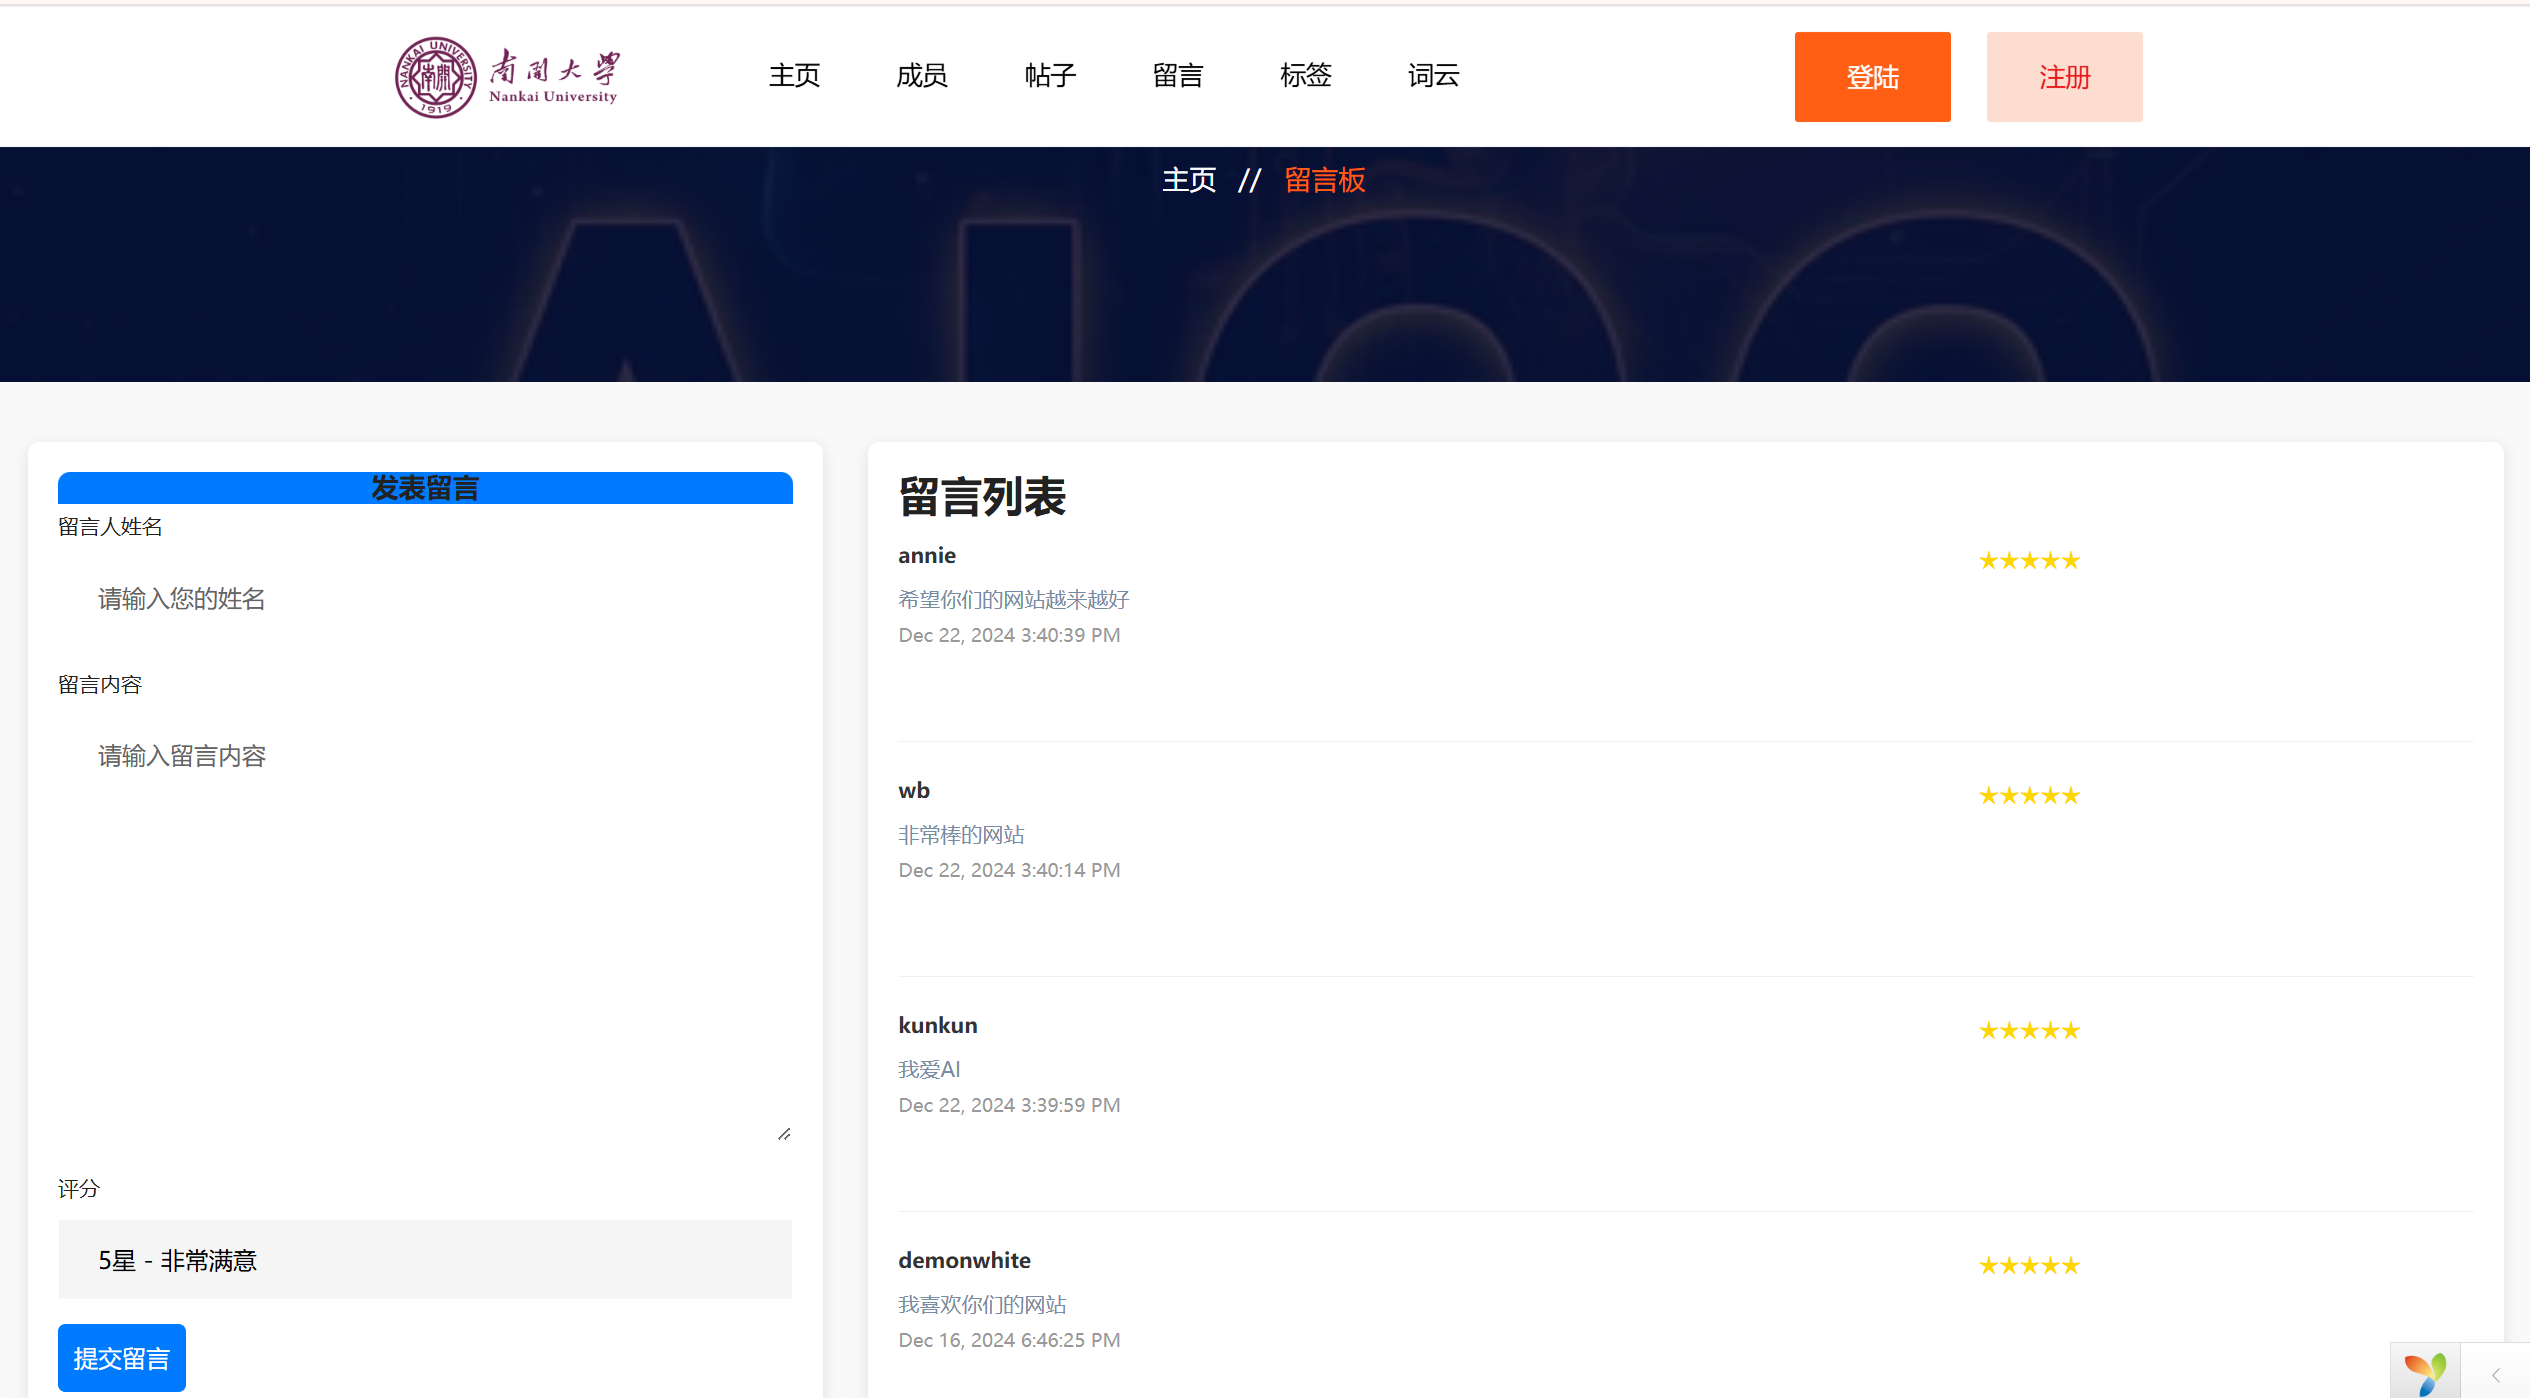 NANKAI UNIVERSITY
南開
1919
南開大學
Nankai University
主页
成员
帖子
留言
标签
词云
登陆
注册
主页 // 留言板
发表留言
留言人姓名
请输入您的姓名
留言内容
请输入留言内容
评分
5星 - 非常满意
提交留言
留言列表
annie ★★★★★
希望你们的网站越来越好
Dec 22, 2024 3:40:39 PM
wb ★★★★★
非常棒的网站
Dec 22, 2024 3:40:14 PM
kunkun ★★★★★
我爱AI
Dec 22, 2024 3:39:59 PM
demonwhite ★★★★★
我喜欢你们的网站
Dec 16, 2024 6:46:25 PM